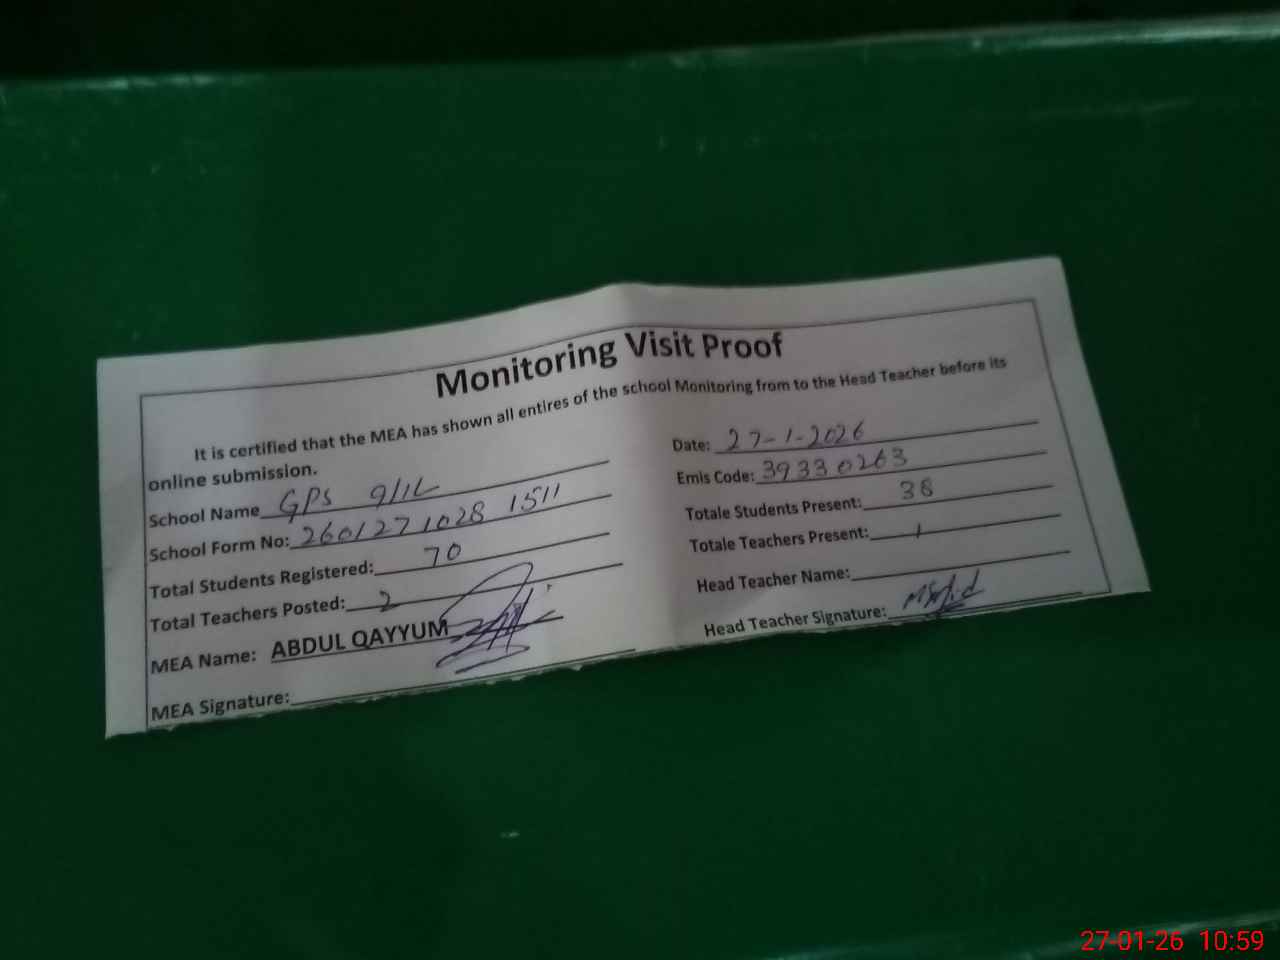 Monitoring Visit Proof
It is certified that the MEA has shown all entires of the school Monitoring from to the Head Teacher before its
online submission.
School Name GPS 9/1L
School Form No: 2601271028 1511
Total Students Registered: 70
Total Teachers Posted: 2
MEA Name: ABDUL QAYYUM
MEA Signature:
Date: 27-1-2026
Emis Code: 39330263
Totale Students Present: 38
Totale Teachers Present: 1
Head Teacher Name:
Head Teacher Signature:
27-01-26 10:59